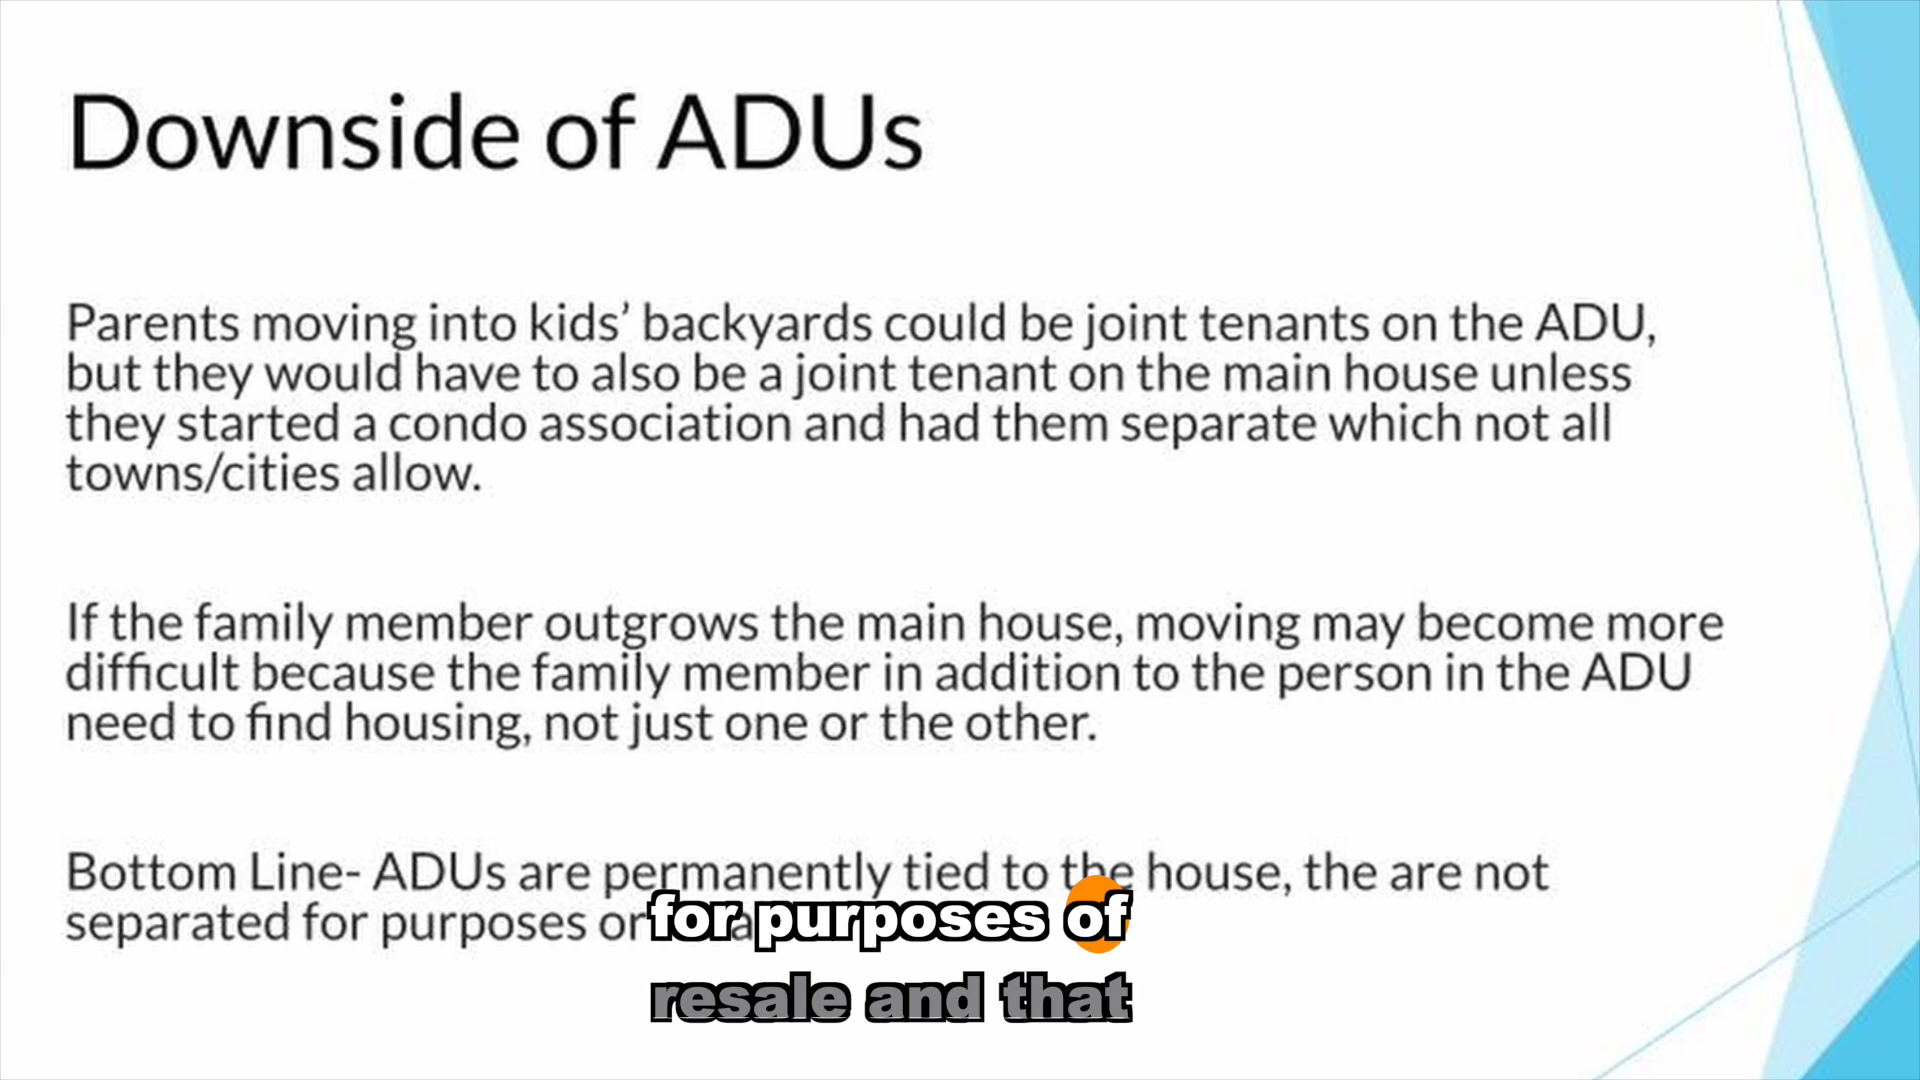 Downside of ADUs
Parents moving into kids’ backyards could be joint tenants on the ADU,
but they would have to also be a joint tenant on the main house unless
they started a condo association and had them separate which not all
towns/cities allow.
If the family member outgrows the main house, moving may become more
difficult because the family member in addition to the person in the ADU
need to find housing, not just one or the other.
Bottom Line- ADUs are permanently tied to the house, the are not
separated for purposes or
for purposes of
resale and that